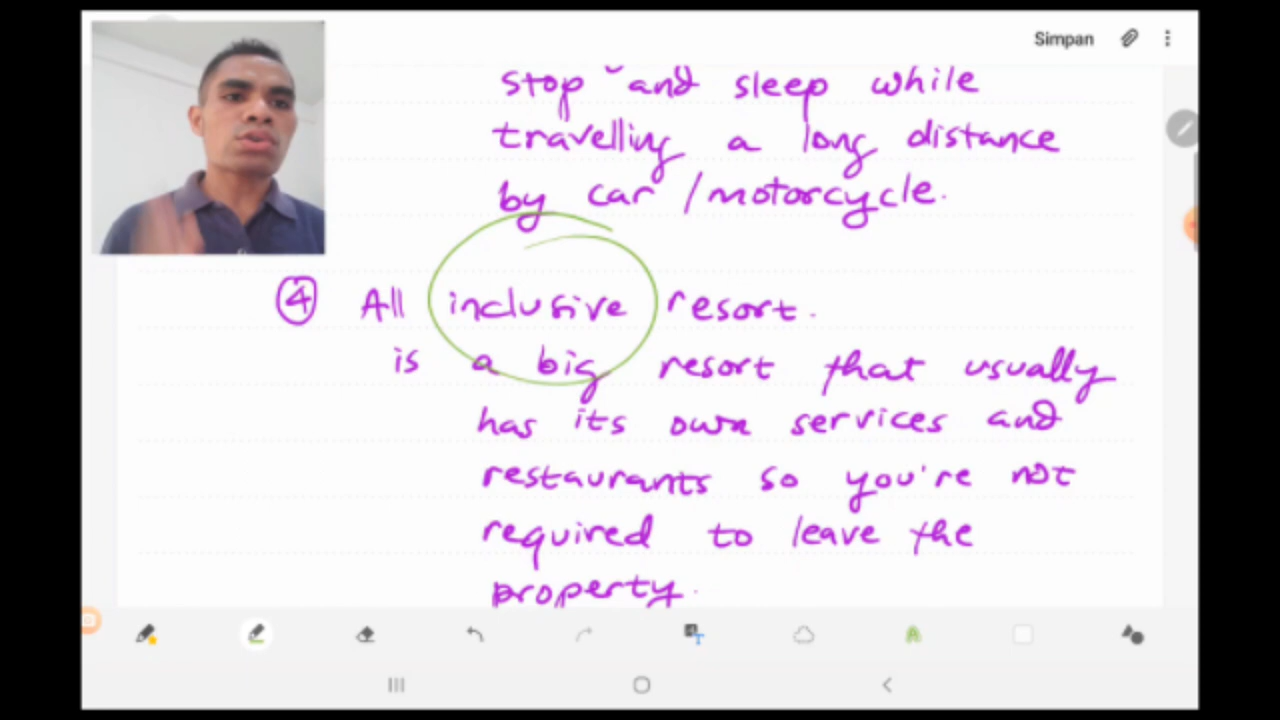 Simpan
stop and sleep while
travelling a long distance
by car / motorcycle.
4 All inclusive resort.
is a big resort that usually
has its own services and
restaurants so you're not
required to leave the
property.